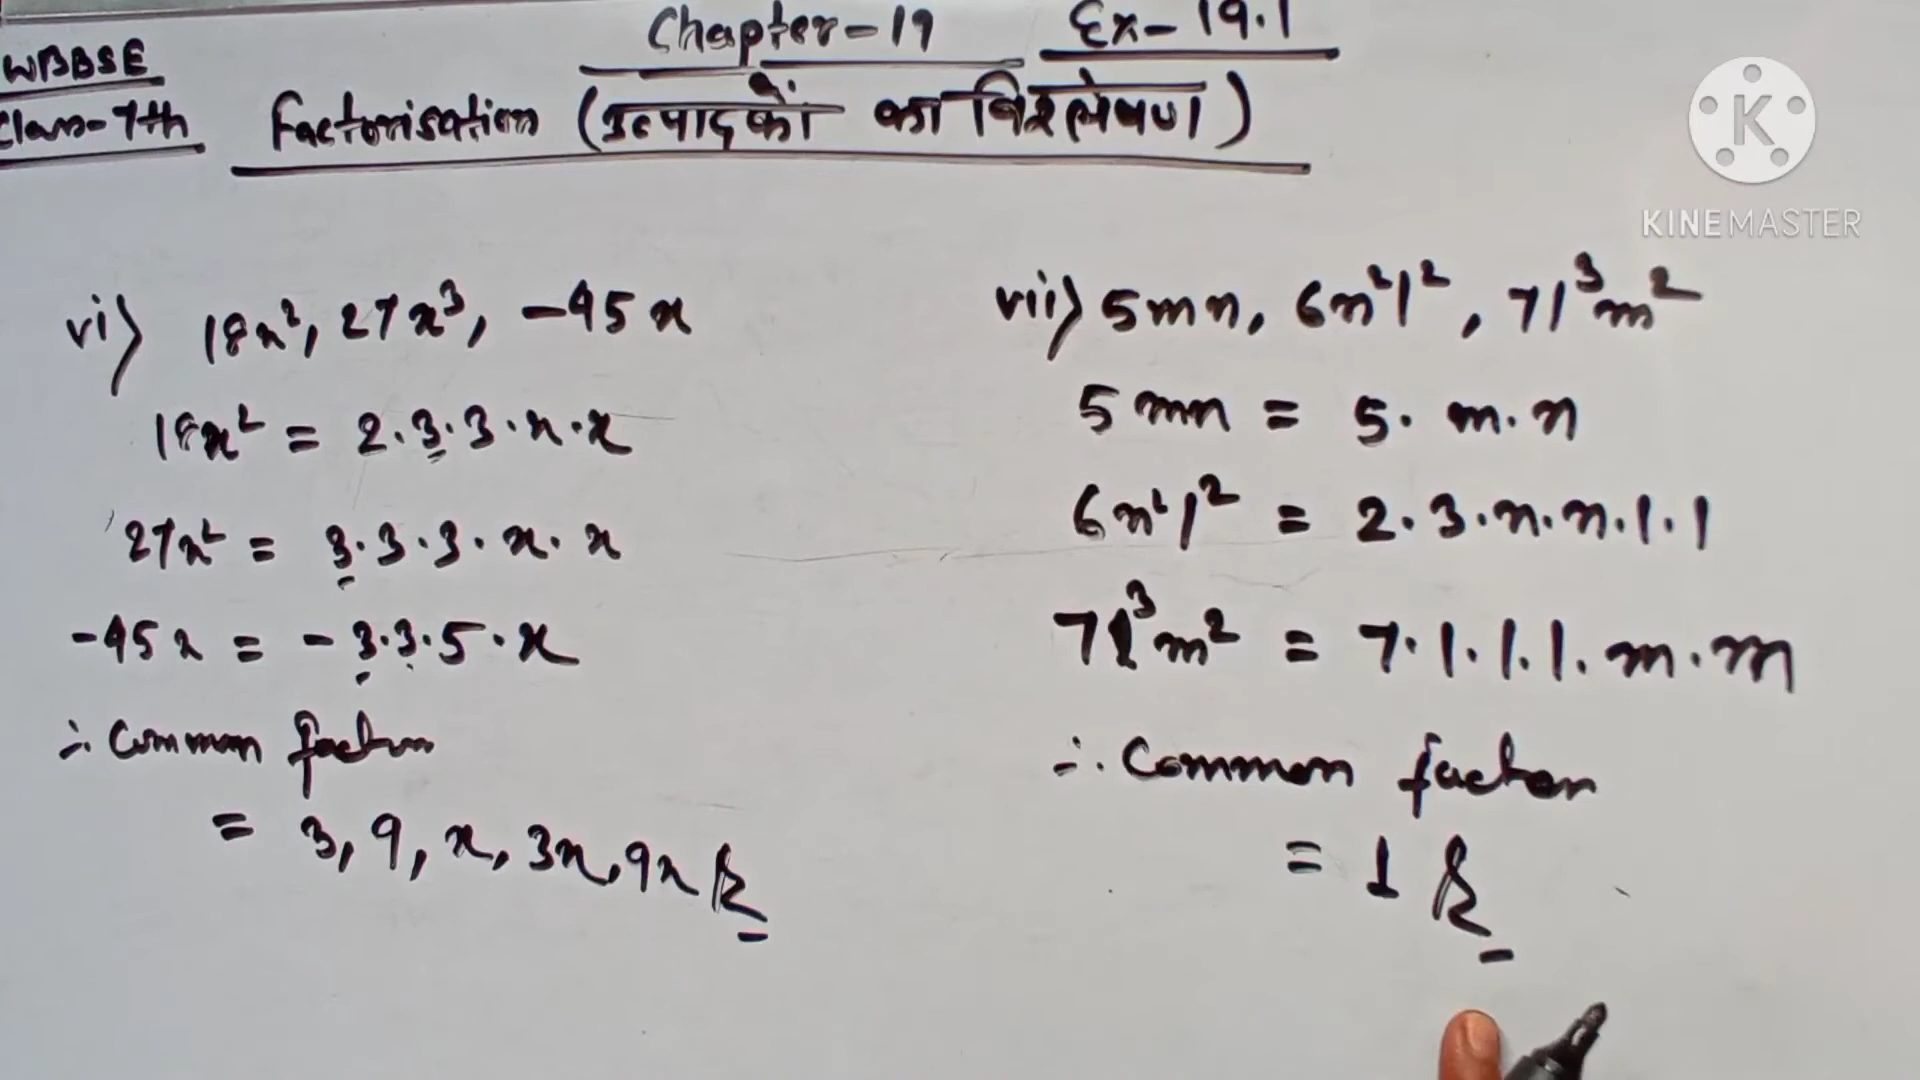 Chapter-19 Ex-19.1
WBBSE
Class-7th Factorisation (उत्पादकों का विश्लेषण)
K
KINEMASTER
vi) 18x², 27x³, -45x
18x² = 2.3.3.x.x
27x² = 3.3.3.x.x
-45x = -3.3.5.x
∴ Common factor
= 3, 9, x, 3x, 9x
vii) 5mn, 6n²l², 7l³m²
5mn = 5.m.n
6n²l² = 2.3.n.n.l.l
7l³m² = 7.l.l.l.m.m
∴ Common factor
= 1